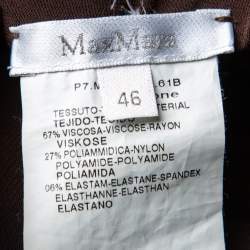 MaxMara
46
P7.M 61B
one
TESSUTO- MATERIAL
TEJIDO-TECIDO
67% VISCOSA-VISCOSE-RAYON
VISKOSE
27% POLIAMMIDICA-NYLON
POLYAMIDE-POLYAMIDE
POLIAMIDA
06% ELASTAM-ELASTANE-SPANDEX
ELASTHANNE-ELASTHAN
ELASTANO